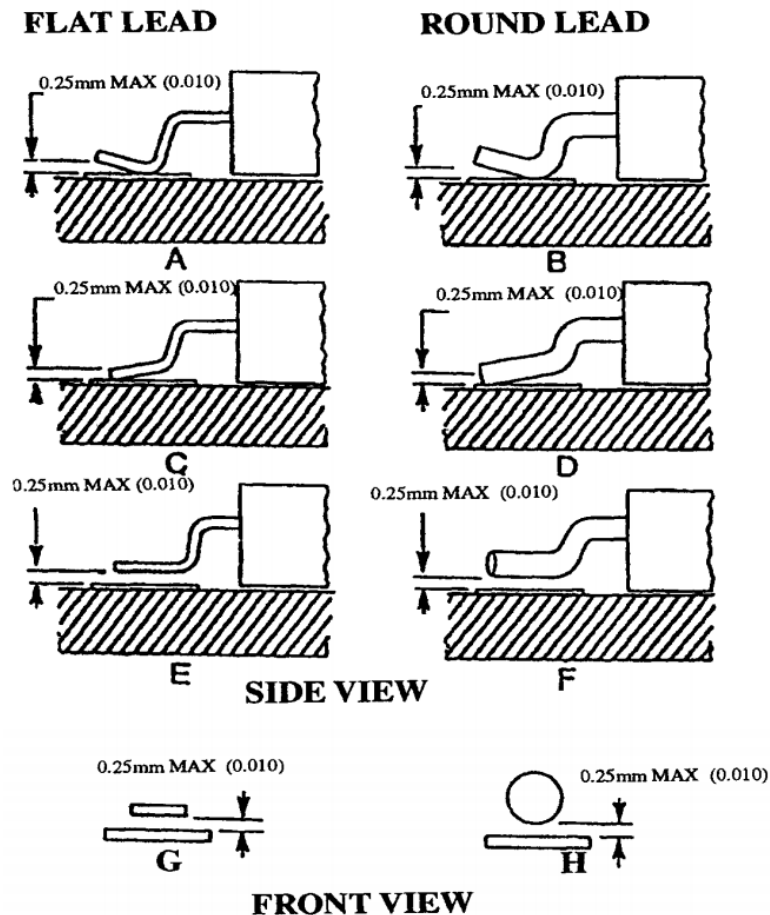 FLAT LEAD ROUND LEAD
0.25mm MAX (0.010) 0.25mm MAX (0.010)
A B
0.25mm MAX (0.010) 0.25mm MAX (0.010)
C D
0.25mm MAX (0.010) 0.25mm MAX (0.010)
E F
SIDE VIEW
0.25mm MAX (0.010) 0.25mm MAX (0.010)
G H
FRONT VIEW